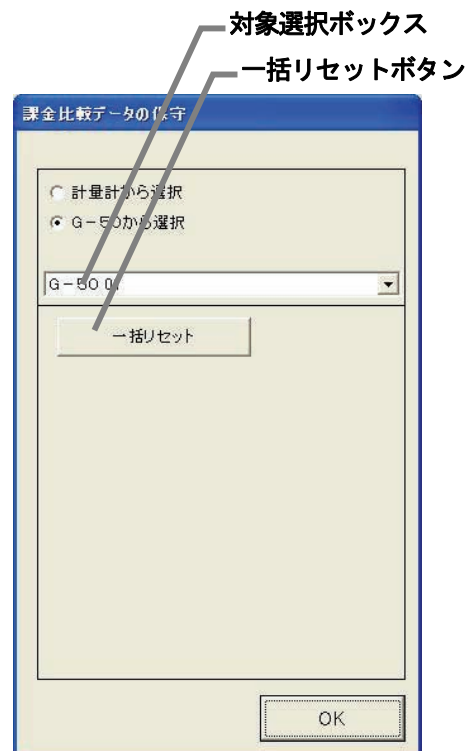 対象選択ボックス
一括リセットボタン
課金比較データの保守
計量計から選択
G-50から選択
G-50 01
一括リセット
OK